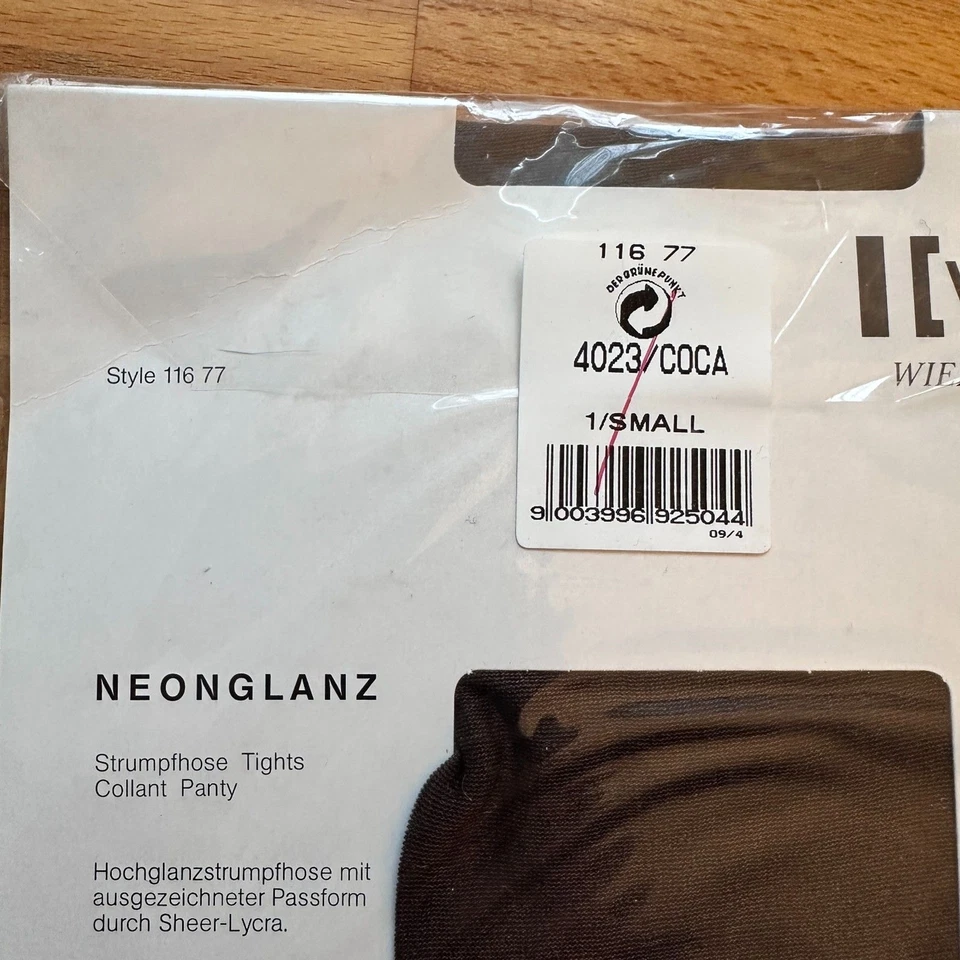 116 77
DER GRÜNE PUNKT
4023/COCA
1/SMALL
9 003996 925044
09/4
Style 116 77
NEONGLANZ
Strumpfhose Tights
Collant Panty
Hochglanzstrumpfhose mit
ausgezeichneter Passform
durch Sheer-Lycra.